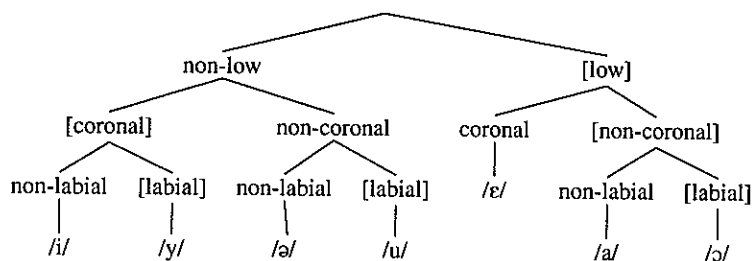 non-low [low]
[coronal] non-coronal coronal [non-coronal]
non-labial [labial] non-labial [labial] /ɛ/ non-labial [labial]
/i/ /y/ /ə/ /u/ /a/ /ɔ/